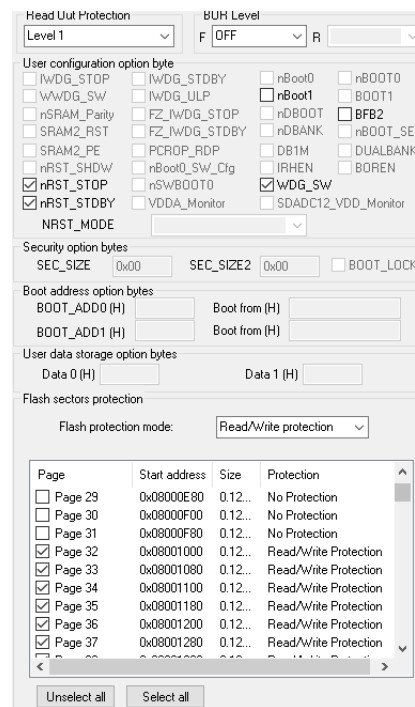 Read Out Protection BOR Level
Level 1 F OFF R
User configuration option byte
IWDG_STOP IWDG_STDBY nBoot0 nBOOT0
WWDG_SW IWDG_ULP nBoot1 BOOT1
nSRAM_Parity FZ_IWDG_STOP nDBOOT BFB2
SRAM2_RST FZ_IWDG_STDBY nDBANK nBOOT_SE
SRAM2_PE PCROP_RDP DB1M DUALBANK
nRST_SHDW nBoot0_SW_Cfg IRHEN BOREN
nRST_STOP nSWBOOT0 WDG_SW
nRST_STDBY VDDA_Monitor SDADC12_VDD_Monitor
NRST_MODE
Security option bytes
SEC_SIZE 0x00 SEC_SIZE2 0x00 BOOT_LOCK
Boot address option bytes
BOOT_ADD0 (H) Boot from (H)
BOOT_ADD1 (H) Boot from (H)
User data storage option bytes
Data 0 (H) Data 1 (H)
Flash sectors protection
Flash protection mode: Read/Write protection
Page Start address Size Protection
Page 29 0x08000E80 0.12... No Protection
Page 30 0x08000F00 0.12... No Protection
Page 31 0x08000F80 0.12... No Protection
Page 32 0x08001000 0.12... Read/Write Protection
Page 33 0x08001080 0.12... Read/Write Protection
Page 34 0x08001100 0.12... Read/Write Protection
Page 35 0x08001180 0.12... Read/Write Protection
Page 36 0x08001200 0.12... Read/Write Protection
Page 37 0x08001280 0.12... Read/Write Protection
Unselect all Select all